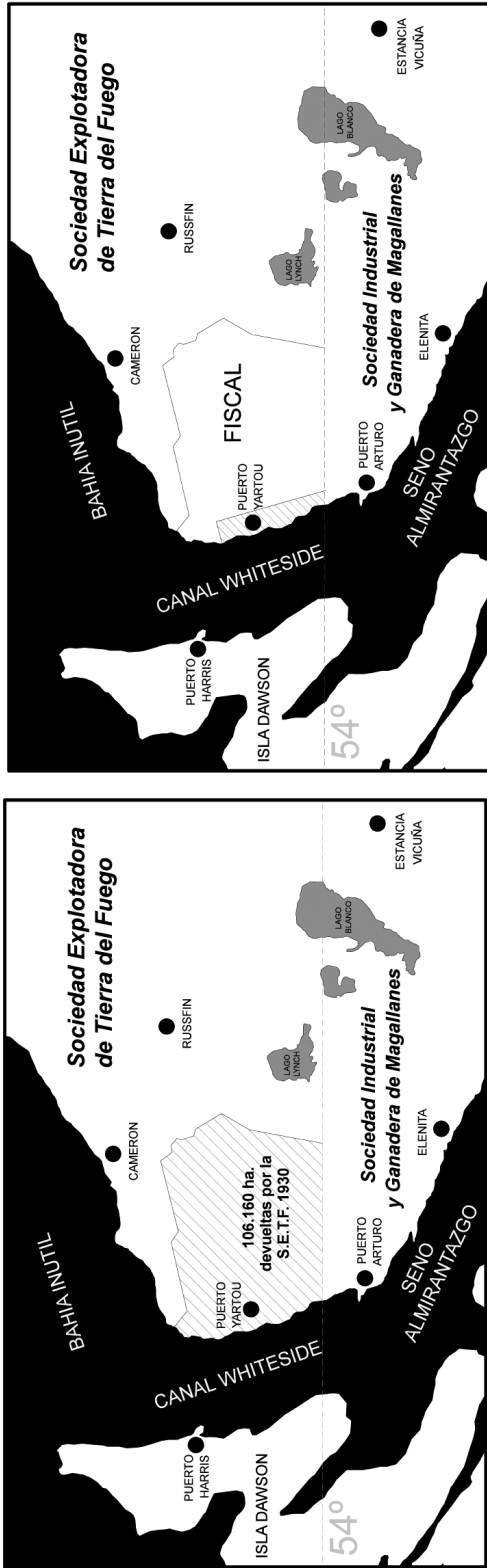 BAHIA INUTIL
Sociedad Explotadora
de Tierra del Fuego
CAMERON
RUSSFIN
PUERTO
HARRIS
PUERTO
YARTOU
106.160 ha.
devueltas por la
S.E.T.F. 1930
CANAL WHITESIDE
ISLA DAWSON
LAGO
LYNCH
LAGO
BLANCO
54º
PUERTO
ARTURO
Sociedad Industrial
y Ganadera de Magallanes
ESTANCIA
VICUÑA
SENO
ALMIRANTAZGO
ELENITA
BAHIA INUTIL
Sociedad Explotadora
de Tierra del Fuego
CAMERON
RUSSFIN
PUERTO
HARRIS
PUERTO
YARTOU
FISCAL
CANAL WHITESIDE
ISLA DAWSON
LAGO
LYNCH
LAGO
BLANCO
54º
PUERTO
ARTURO
Sociedad Industrial
y Ganadera de Magallanes
ESTANCIA
VICUÑA
SENO
ALMIRANTAZGO
ELENITA